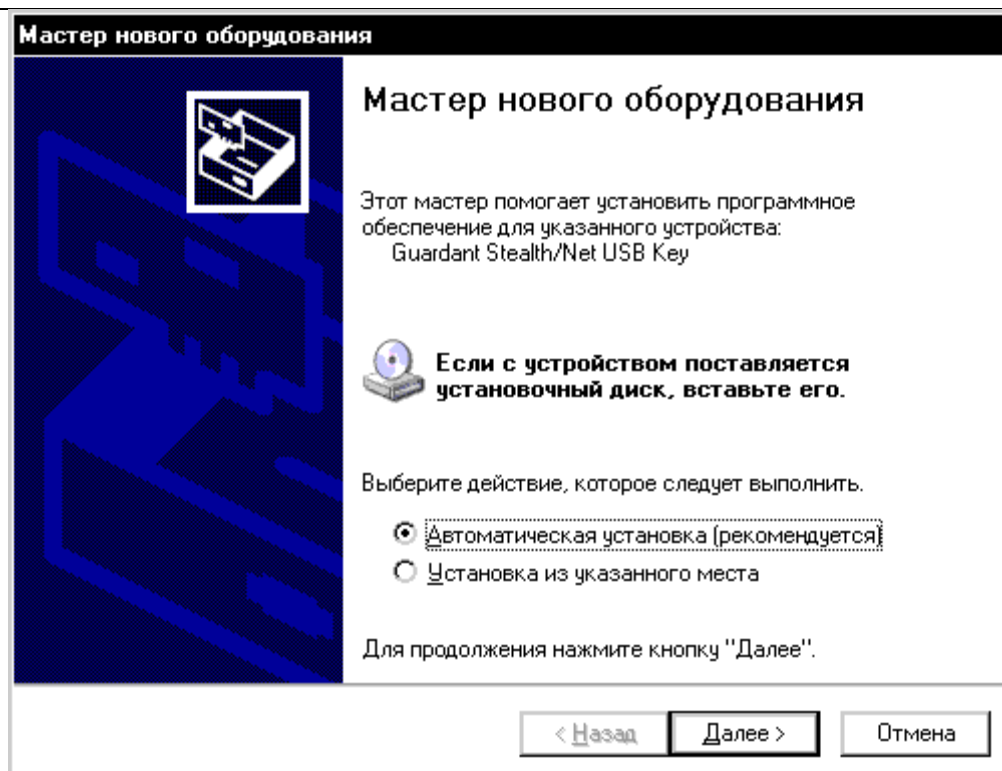 Мастер нового оборудования
Мастер нового оборудования
Этот мастер помогает установить программное
обеспечение для указанного устройства:
Guardant Stealth/Net USB Key
Если с устройством поставляется
установочный диск, вставьте его.
Выберите действие, которое следует выполнить.
Автоматическая установка (рекомендуется)
Установка из указанного места
Для продолжения нажмите кнопку "Далее".
< Назад
Далее >
Отмена